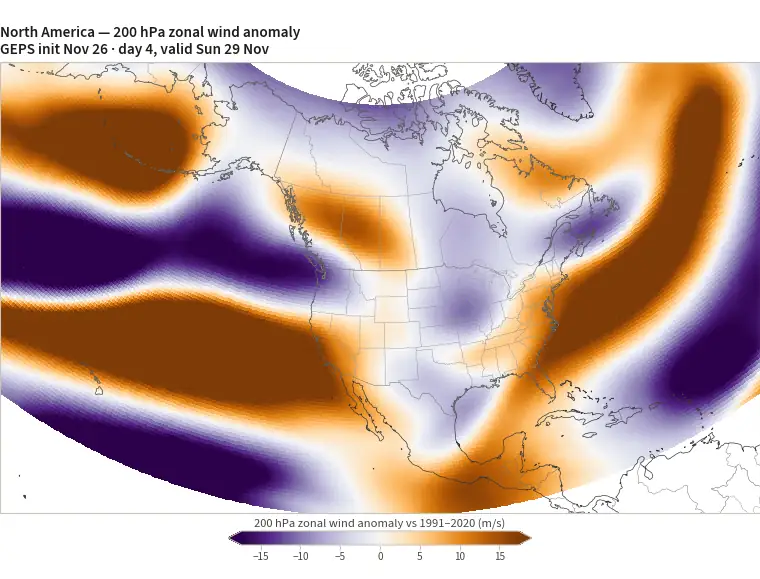 North America — 200 hPa zonal wind anomaly
GEPS init Nov 26 · day 4, valid Sun 29 Nov
200 hPa zonal wind anomaly vs 1991–2020 (m/s)
−15 −10 −5 0 5 10 15